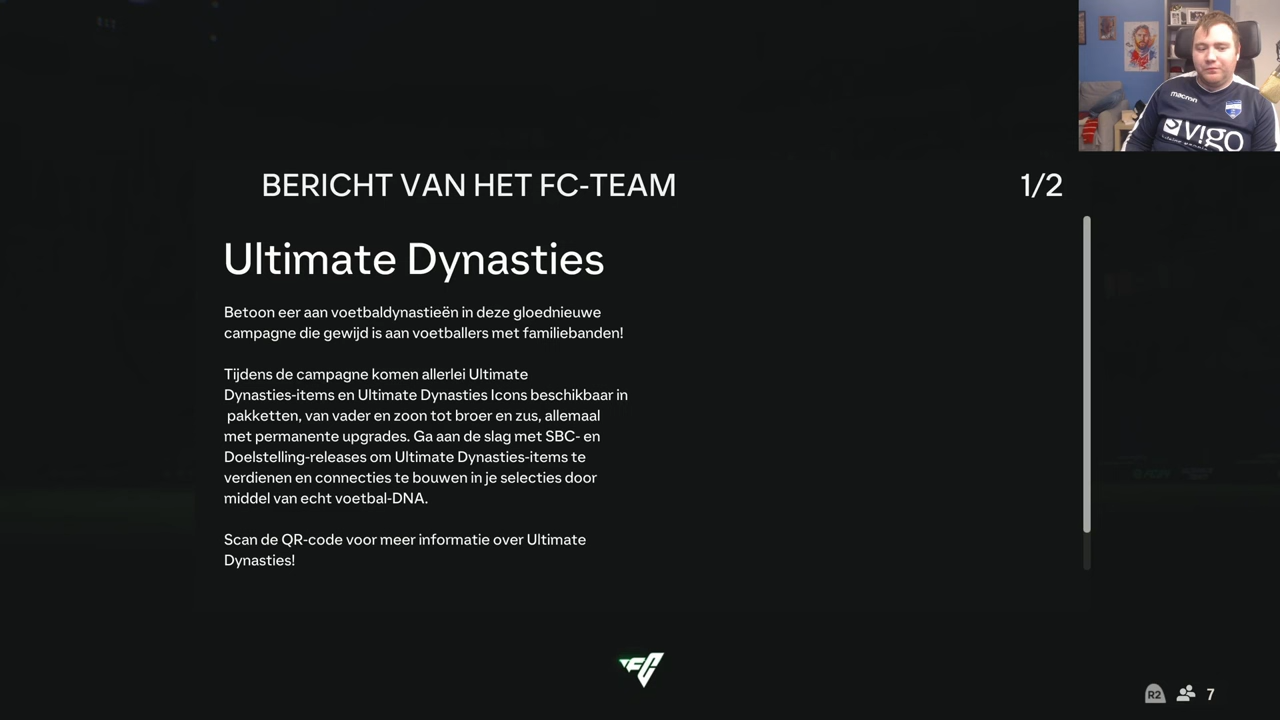 macron
vigo
BERICHT VAN HET FC-TEAM
1/2
Ultimate Dynasties
Betoon eer aan voetbaldynastieën in deze gloednieuwe
campagne die gewijd is aan voetballers met familiebanden!
Tijdens de campagne komen allerlei Ultimate
Dynasties-items en Ultimate Dynasties Icons beschikbaar in
pakketten, van vader en zoon tot broer en zus, allemaal
met permanente upgrades. Ga aan de slag met SBC- en
Doelstelling-releases om Ultimate Dynasties-items te
verdienen en connecties te bouwen in je selecties door
middel van echt voetbal-DNA.
Scan de QR-code voor meer informatie over Ultimate
Dynasties!
FC
R2
7